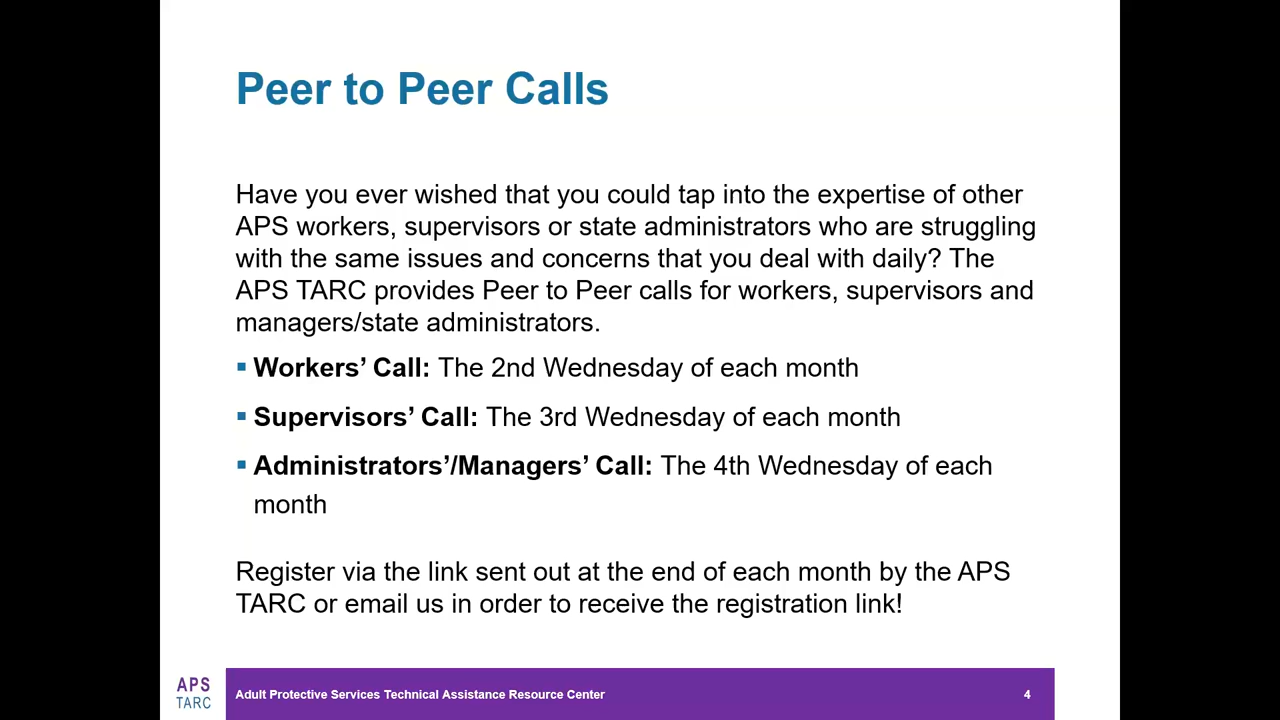 Peer to Peer Calls
Have you ever wished that you could tap into the expertise of other
APS workers, supervisors or state administrators who are struggling
with the same issues and concerns that you deal with daily? The
APS TARC provides Peer to Peer calls for workers, supervisors and
managers/state administrators.
▪ Workers’ Call: The 2nd Wednesday of each month
▪ Supervisors’ Call: The 3rd Wednesday of each month
▪ Administrators’/Managers’ Call: The 4th Wednesday of each
month
Register via the link sent out at the end of each month by the APS
TARC or email us in order to receive the registration link!
APS
TARC
Adult Protective Services Technical Assistance Resource Center
4